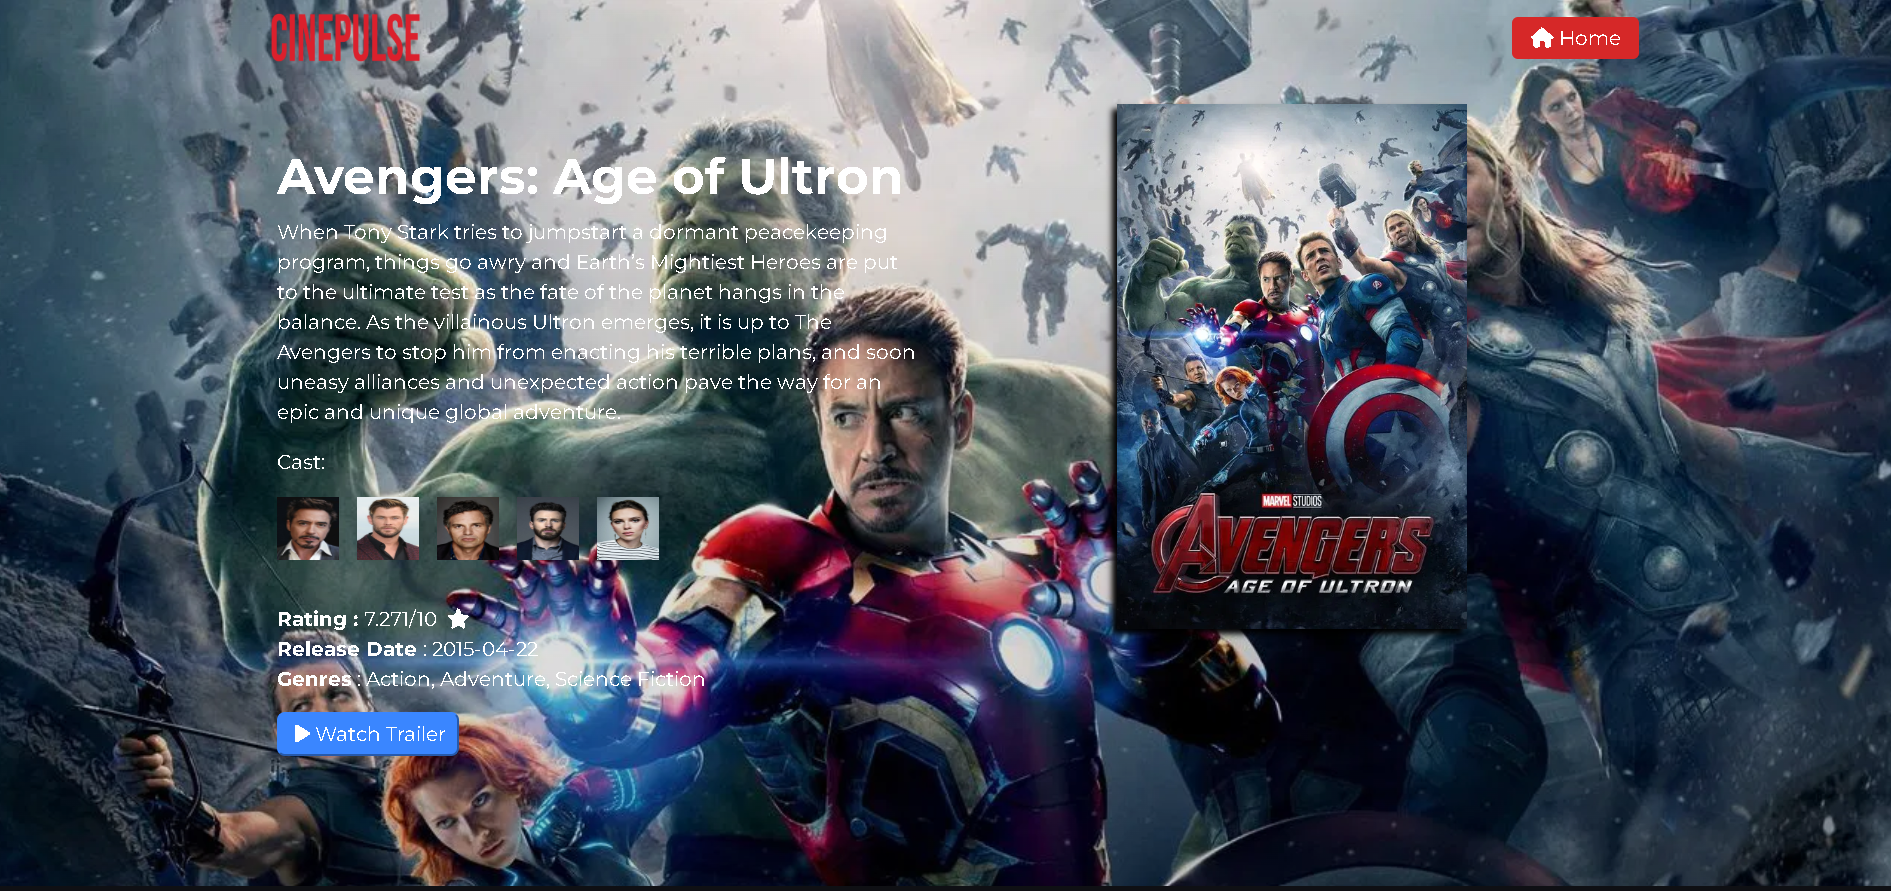 CINEPULSE
Home
Avengers: Age of Ultron
When Tony Stark tries to jumpstart a dormant peacekeeping
program, things go awry and Earth's Mightiest Heroes are put
to the ultimate test as the fate of the planet hangs in the
balance. As the villainous Ultron emerges, it is up to The
Avengers to stop him from enacting his terrible plans, and soon
uneasy alliances and unexpected action pave the way for an
epic and unique global adventure.
Cast:
Rating : 7.271/10
Release Date : 2015-04-22
Genres : Action, Adventure, Science Fiction
Watch Trailer
MARVEL STUDIOS
AVENGERS
AGE OF ULTRON